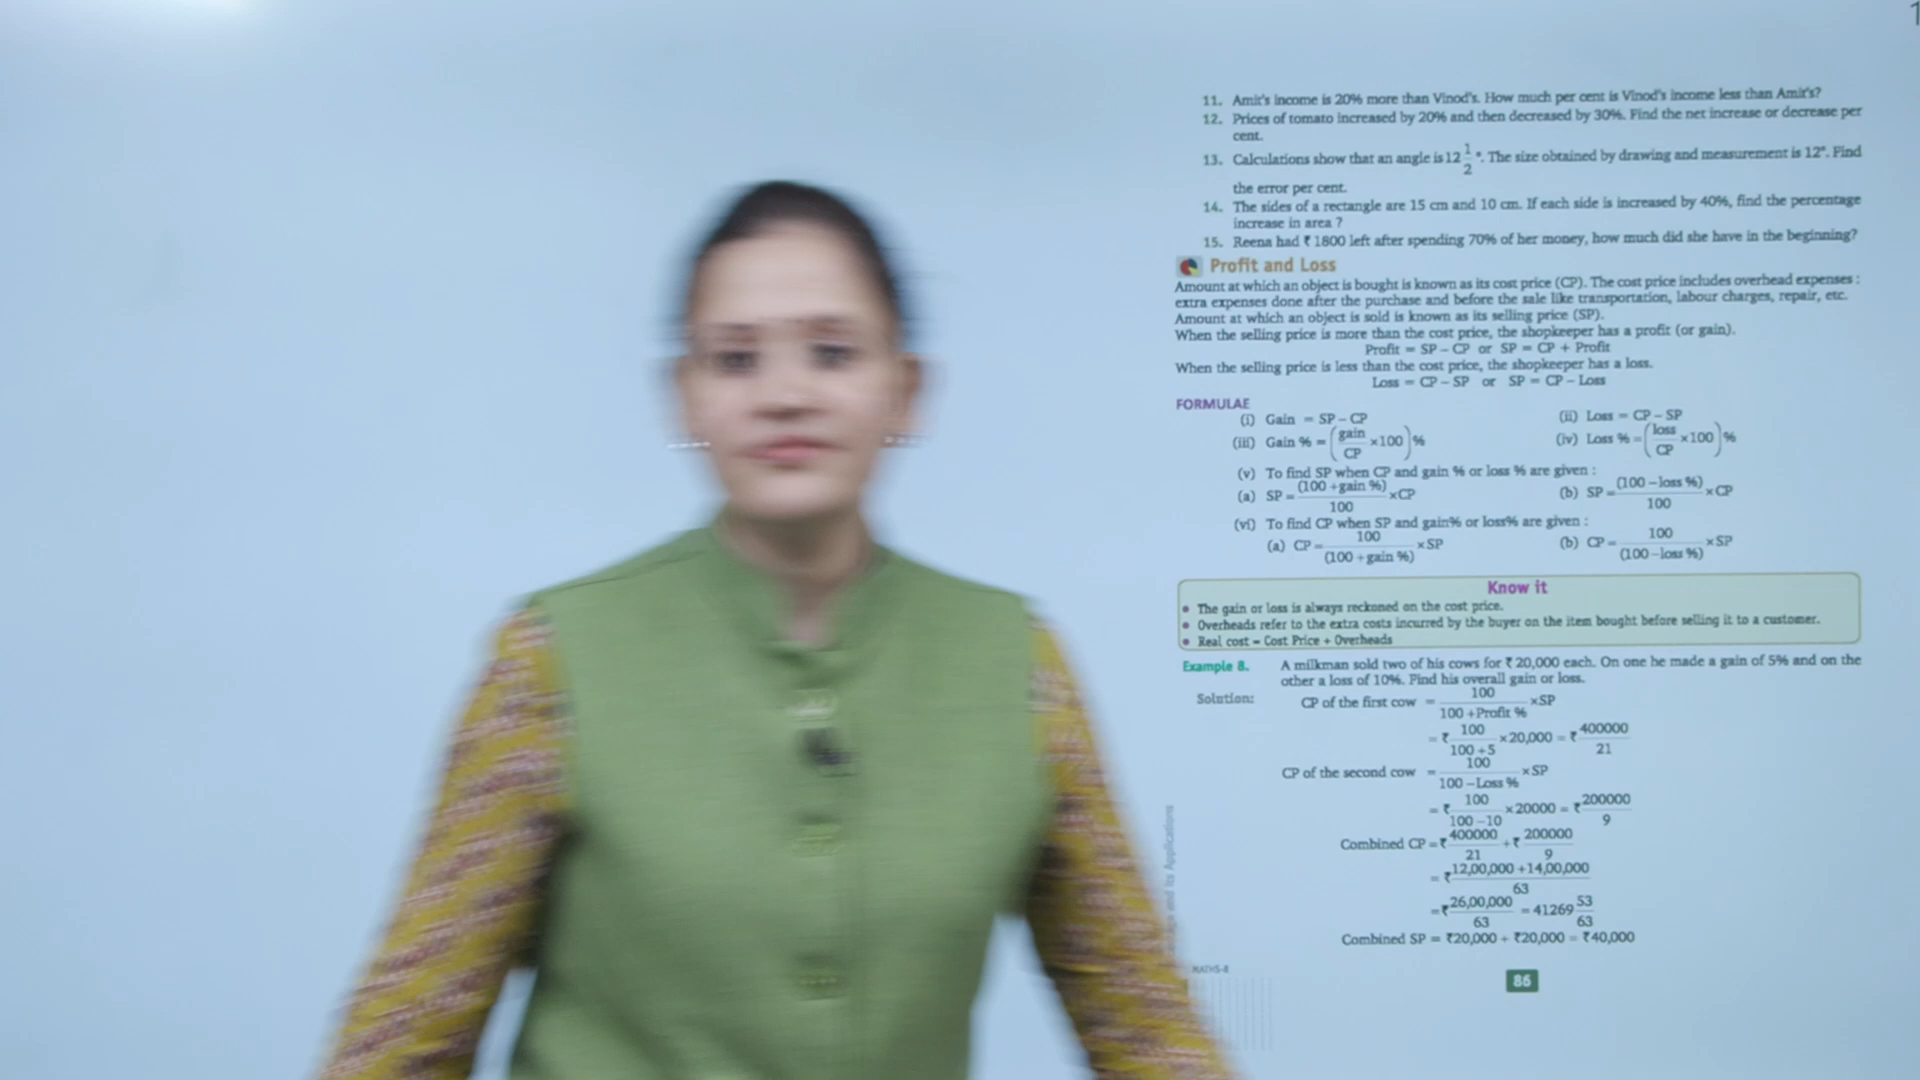 1
11. Amit's income is 20% more than Vinod's. How much per cent is Vinod's income less than Amit's?
12. Prices of tomato increased by 20% and then decreased by 30%. Find the net increase or decrease per
cent.
13. Calculations show that an angle is 12 1/2 °. The size obtained by drawing and measurement is 12°. Find
the error per cent.
14. The sides of a rectangle are 15 cm and 10 cm. If each side is increased by 40%, find the percentage
increase in area ?
15. Reena had ₹ 1800 left after spending 70% of her money, how much did she have in the beginning?
Profit and Loss
Amount at which an object is bought is known as its cost price (CP). The cost price includes overhead expenses :
extra expenses done after the purchase and before the sale like transportation, labour charges, repair, etc.
Amount at which an object is sold is known as its selling price (SP).
When the selling price is more than the cost price, the shopkeeper has a profit (or gain).
Profit = SP – CP or SP = CP + Profit
When the selling price is less than the cost price, the shopkeeper has a loss.
Loss = CP – SP or SP = CP – Loss
FORMULAE
(i) Gain = SP – CP (ii) Loss = CP – SP
(iii) Gain % = (gain/CP ×100)% (iv) Loss % = (loss/CP ×100)%
(v) To find SP when CP and gain % or loss % are given :
(a) SP = (100 + gain %)/100 ×CP (b) SP = (100 – loss %)/100 ×CP
(vi) To find CP when SP and gain% or loss% are given :
(a) CP = 100/(100 + gain %) ×SP (b) CP = 100/(100 – loss %) ×SP
Know it
• The gain or loss is always reckoned on the cost price.
• Overheads refer to the extra costs incurred by the buyer on the item bought before selling it to a customer.
• Real cost = Cost Price + Overheads
Example 8. A milkman sold two of his cows for ₹ 20,000 each. On one he made a gain of 5% and on the
other a loss of 10%. Find his overall gain or loss.
Solution: CP of the first cow = 100/(100 + Profit %) ×SP
= ₹ 100/(100 + 5) ×20,000 = ₹ 400000/21
CP of the second cow = 100/(100 – Loss %) ×SP
= ₹ 100/(100 – 10) ×20000 = ₹ 200000/9
Combined CP = ₹ 400000/21 + ₹ 200000/9
= ₹ (12,00,000 + 14,00,000)/63
= ₹ 26,00,000/63 = 41269 53/63
Combined SP = ₹20,000 + ₹20,000 = ₹40,000
and Its Applications
MATHS-8
86